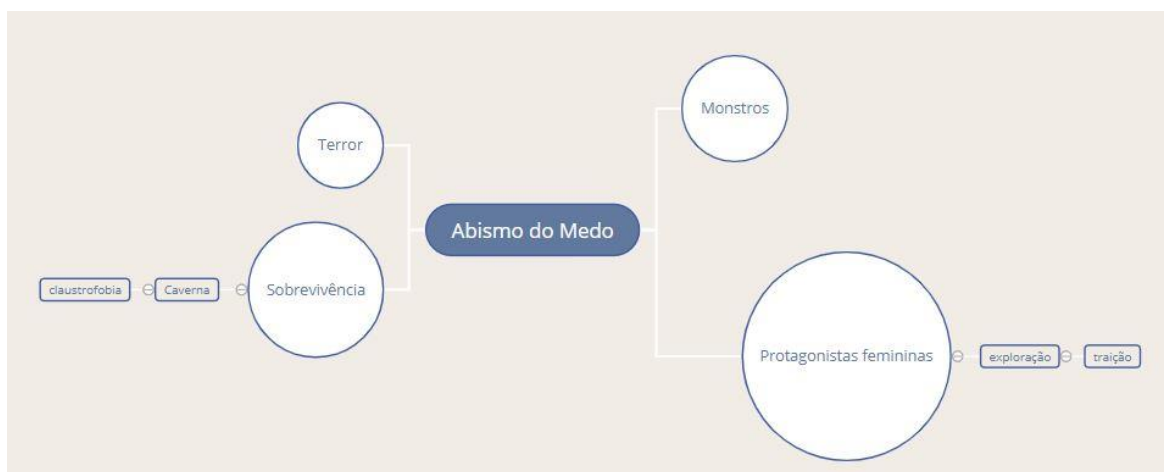 Monstros
Terror
Abismo do Medo
claustrofobia
Caverna
Sobrevivência
Protagonistas femininas
exploração
traição